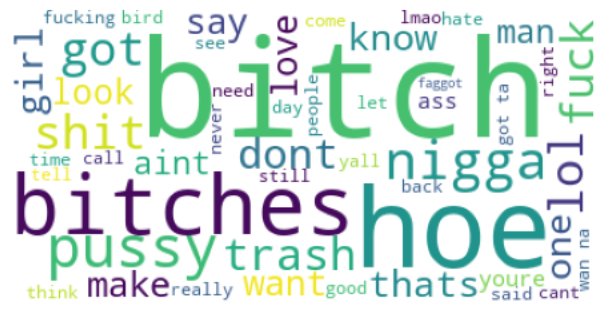 fucking
bird
say
see
come
love
lmao
hate
know
man
right
fuck
girl
got
bitch
look
need
never
day
people
let
faggot
ass
got ta
shit
time
call
aint
dont
yall
nigga
lol
tell
still
back
bitches
hoe
one
wan na
pussy
trash
thats
think
make
really
want
good
youre
said
cant